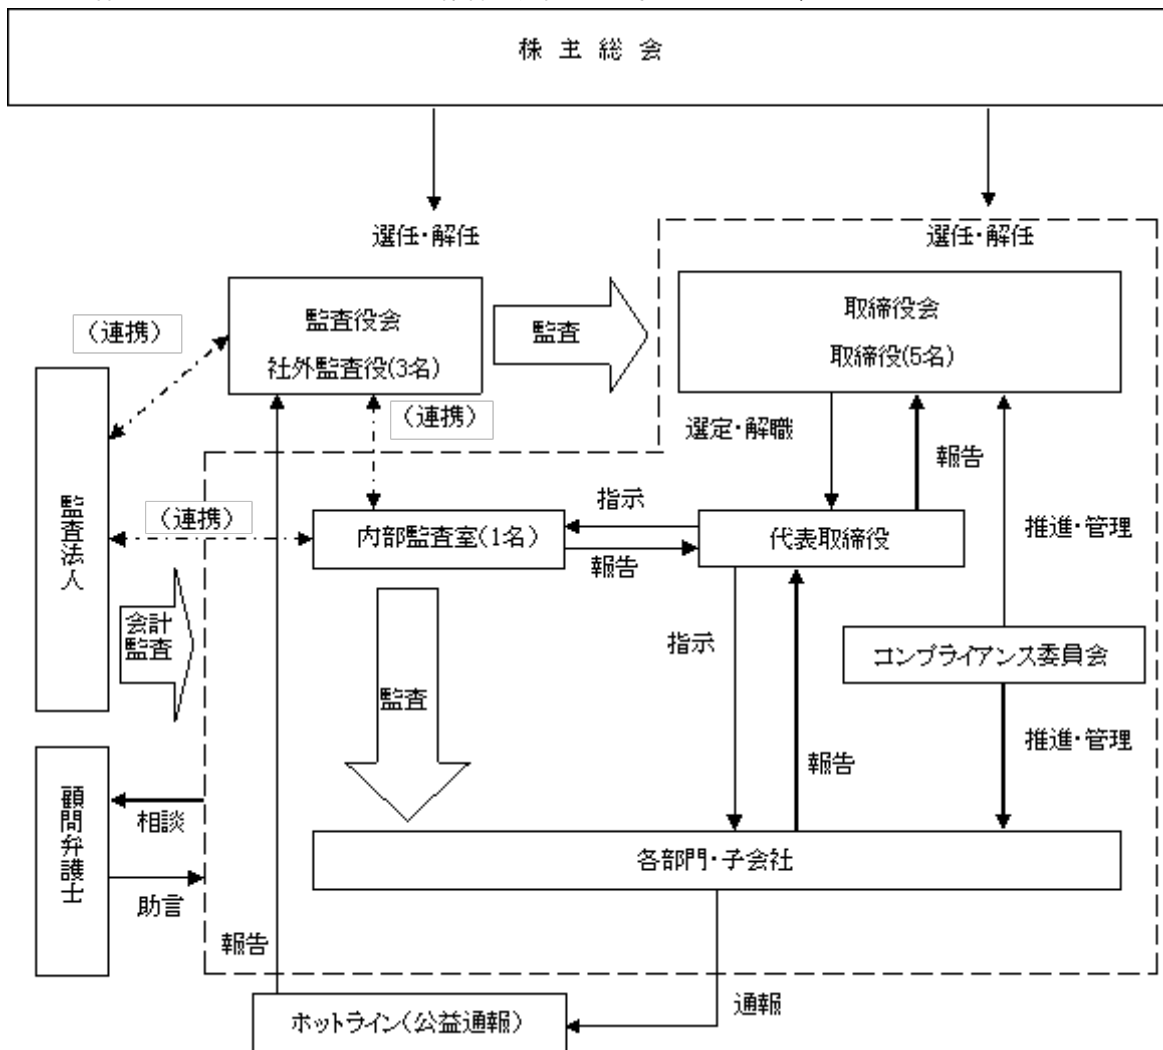 株主総会
選任・解任
選任・解任
監査役会
社外監査役(3名)
監査
取締役会
取締役(5名)
(連携)
(連携)
選定・解職
報告
監査法人
(連携)
指示
内部監査室(1名)
報告
代表取締役
推進・管理
会計
監査
指示
コンプライアンス委員会
監査
推進・管理
報告
顧問弁護士
相談
助言
各部門・子会社
報告
通報
ホットライン(公益通報)